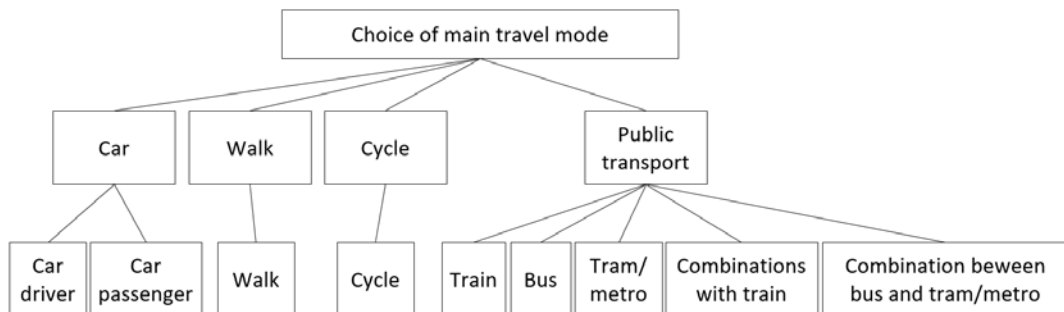 Choice of main travel mode
Car
Walk
Cycle
Public
transport
Car
driver
Car
passenger
Walk
Cycle
Train
Bus
Tram/
metro
Combinations
with train
Combination beween
bus and tram/metro